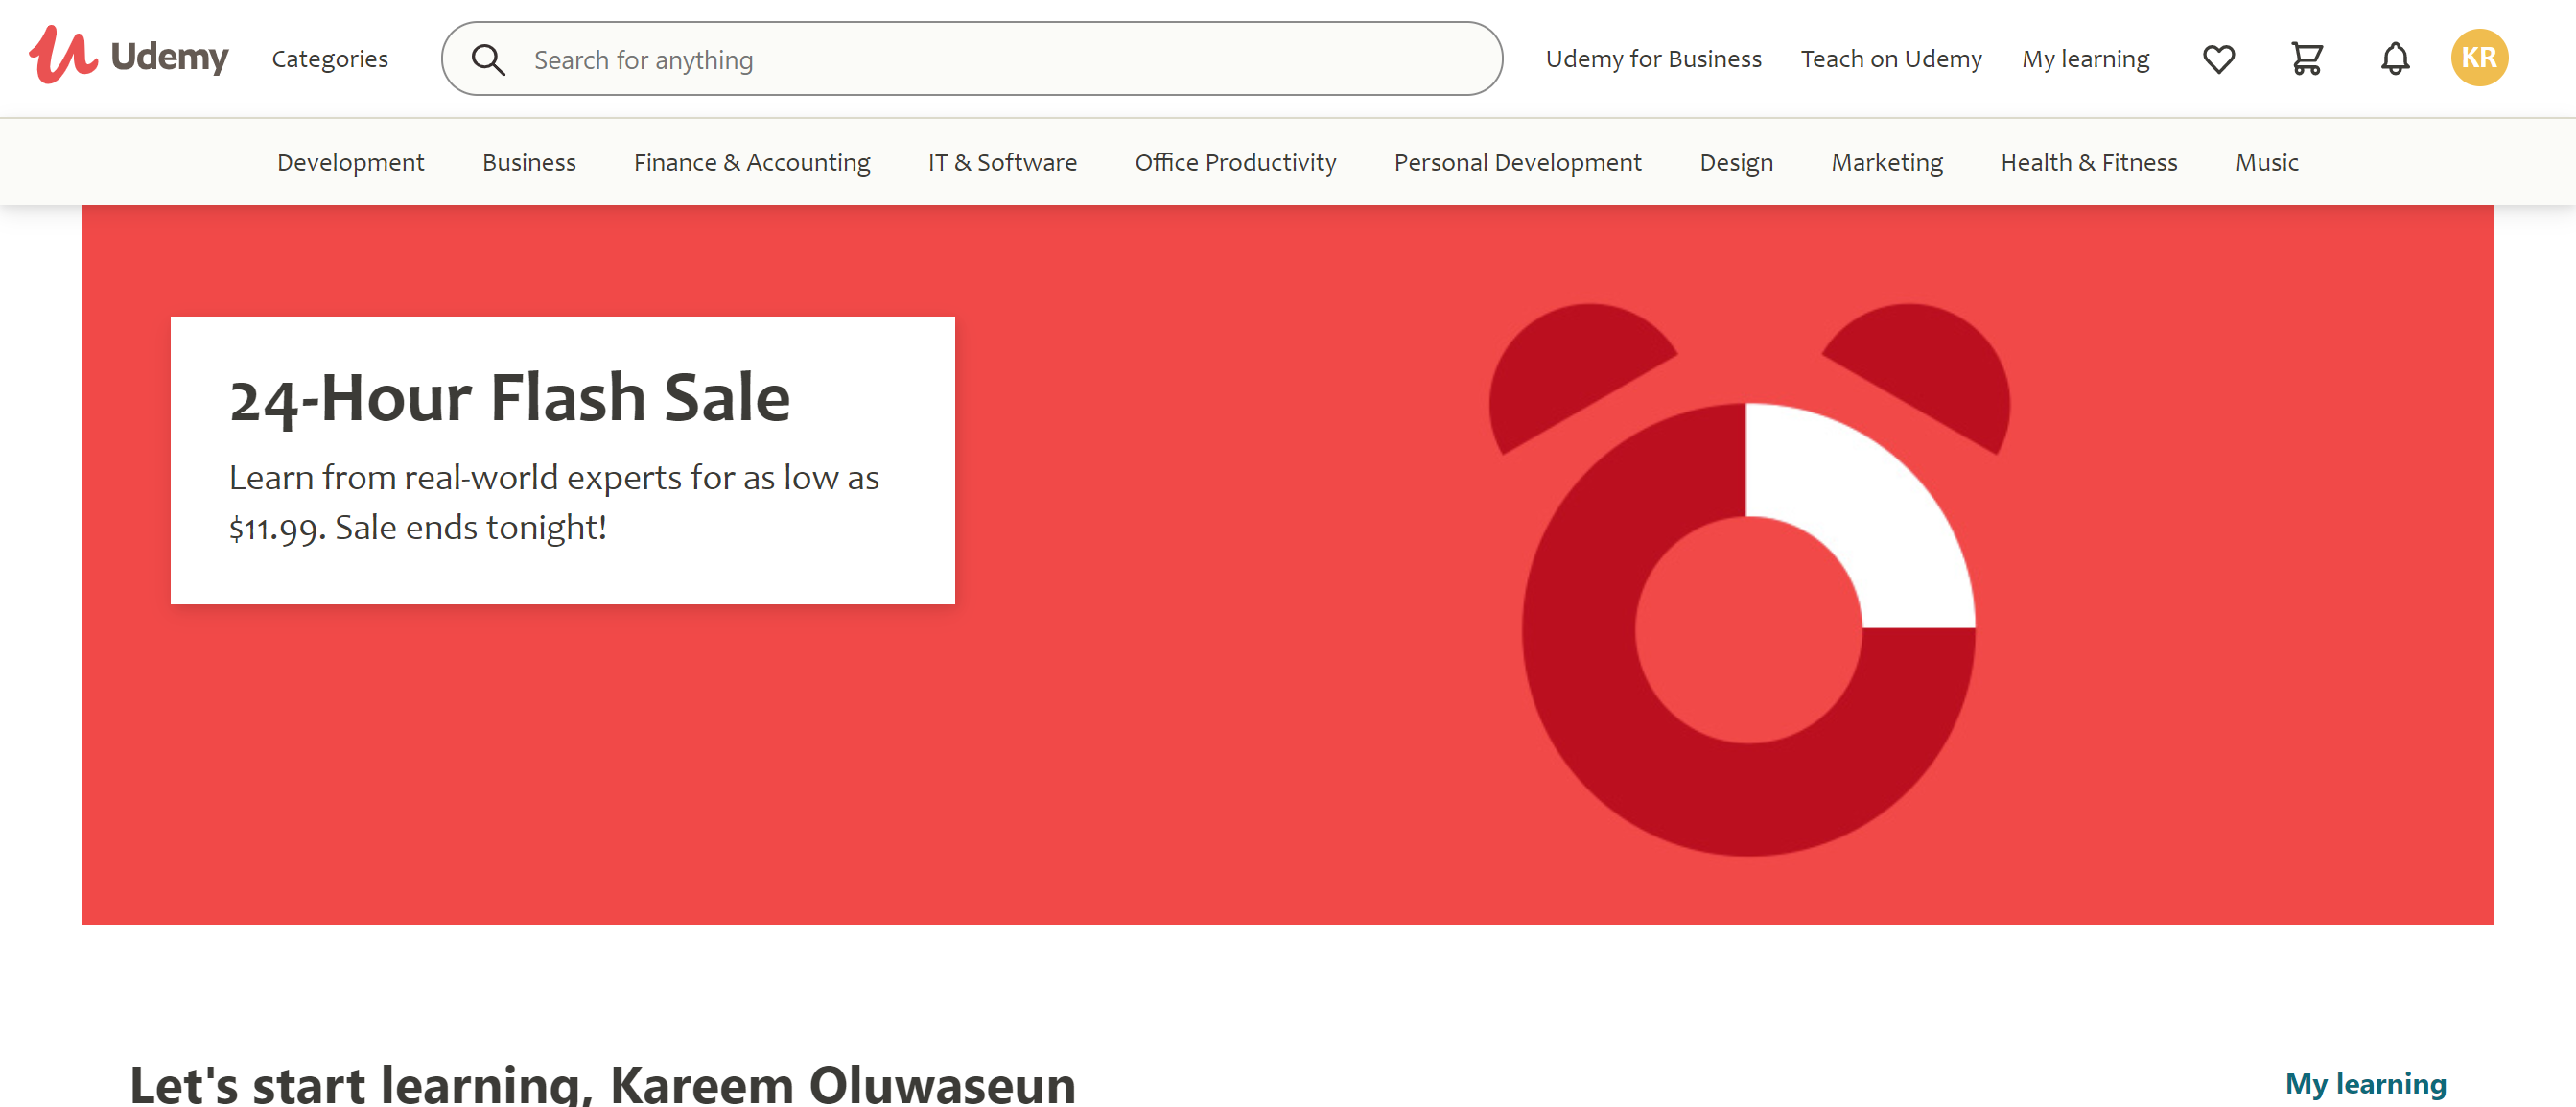 Udemy
Categories
Search for anything
Udemy for Business
Teach on Udemy
My learning
KR
Development
Business
Finance & Accounting
IT & Software
Office Productivity
Personal Development
Design
Marketing
Health & Fitness
Music
24-Hour Flash Sale
Learn from real-world experts for as low as
$11.99. Sale ends tonight!
Let's start learning, Kareem Oluwaseun
My learning